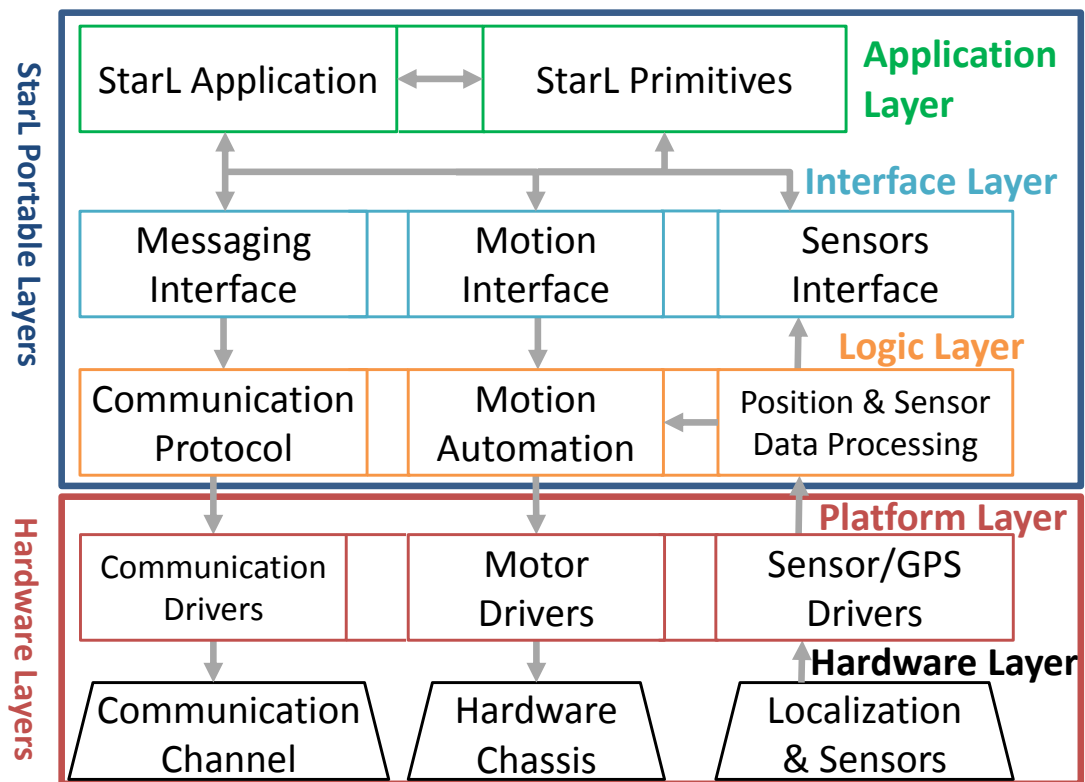 StarL Portable Layers
StarL Application
StarL Primitives
Application
Layer
Interface Layer
Messaging
Interface
Motion
Interface
Sensors
Interface
Logic Layer
Communication
Protocol
Motion
Automation
Position & Sensor
Data Processing
Hardware Layers
Platform Layer
Communication
Drivers
Motor
Drivers
Sensor/GPS
Drivers
Hardware Layer
Communication
Channel
Hardware
Chassis
Localization
& Sensors